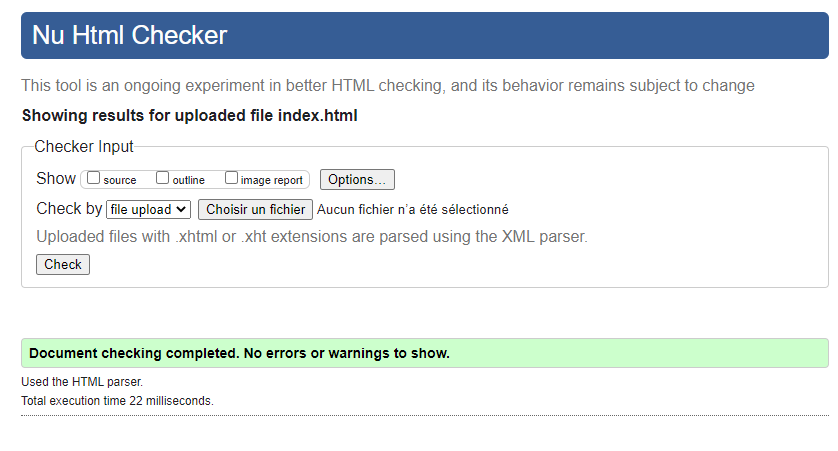 Nu Html Checker
This tool is an ongoing experiment in better HTML checking, and its behavior remains subject to change
Showing results for uploaded file index.html
Checker Input
Show source outline image report Options...
Check by file upload Choisir un fichier Aucun fichier n’a été sélectionné
Uploaded files with .xhtml or .xht extensions are parsed using the XML parser.
Check
Document checking completed. No errors or warnings to show.
Used the HTML parser.
Total execution time 22 milliseconds.